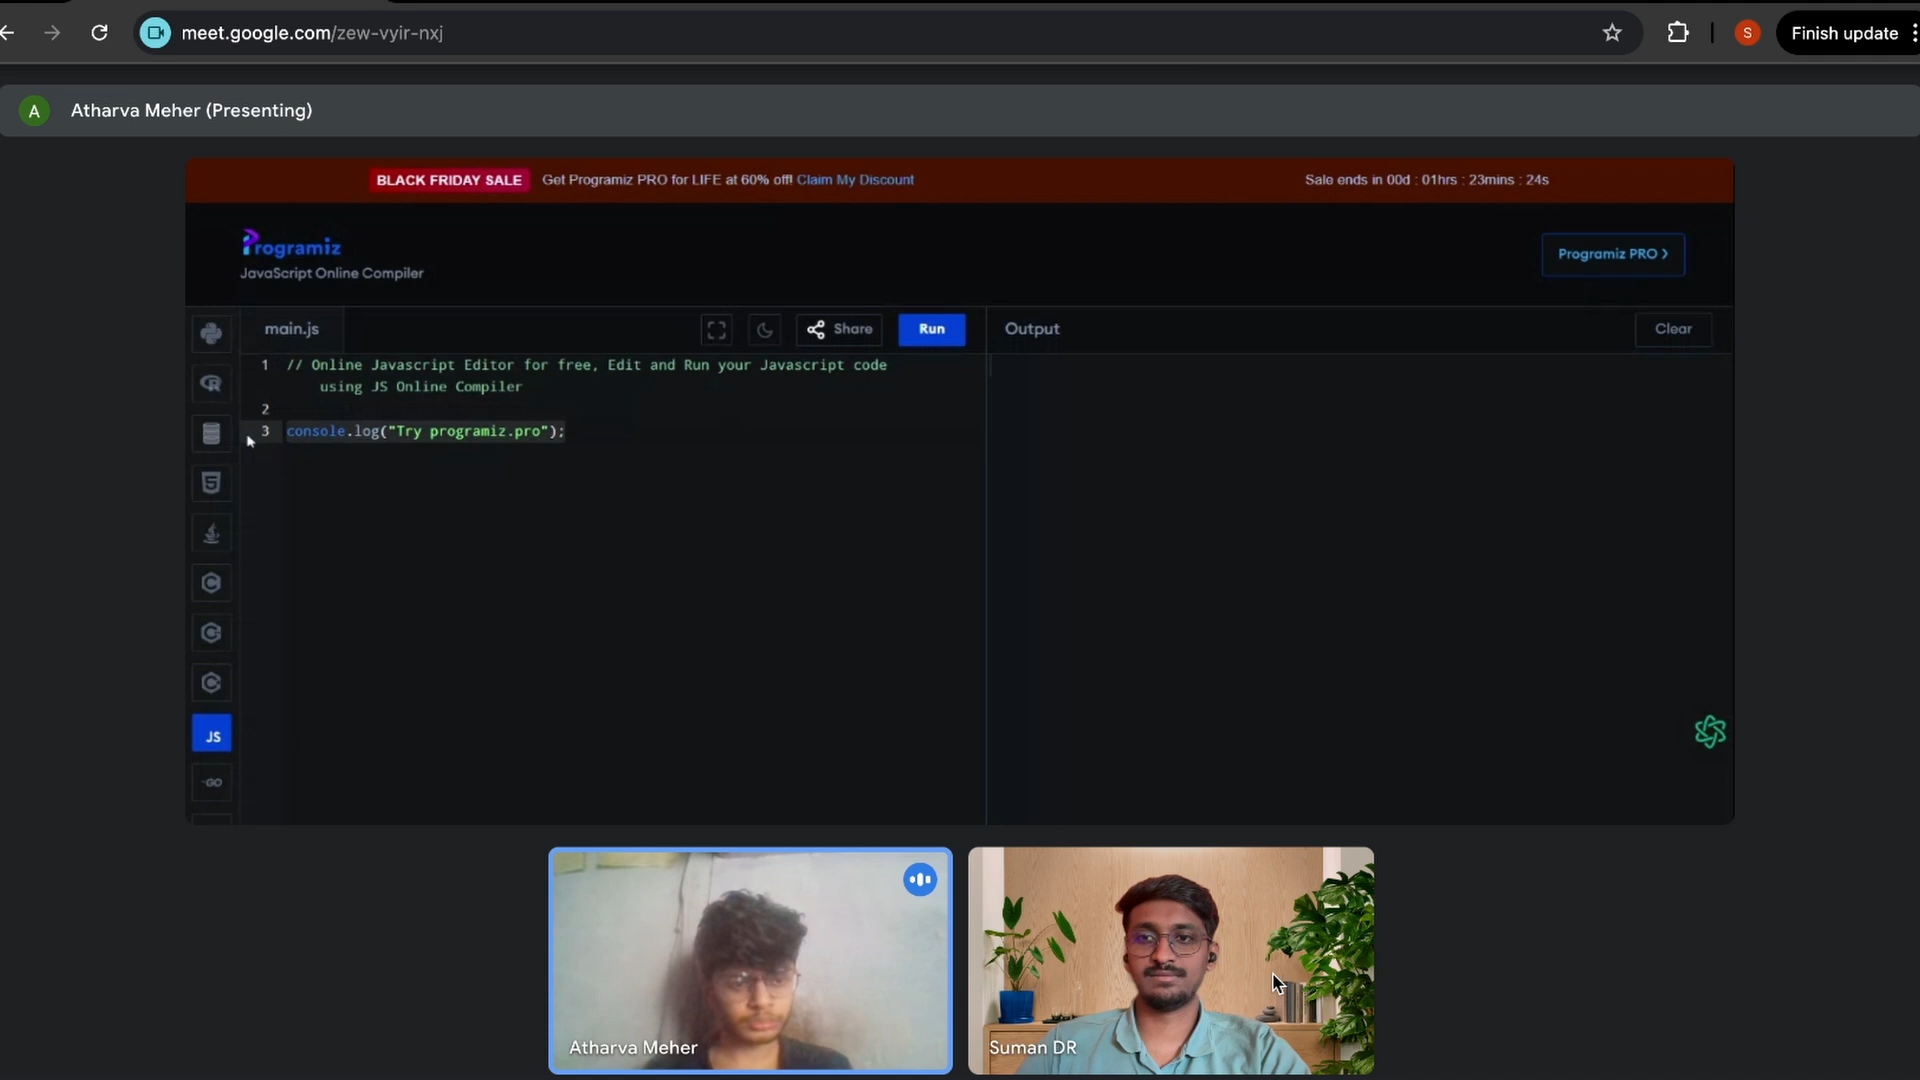 meet.google.com/zew-vyir-nxj
S
Finish update
A
Atharva Meher (Presenting)
BLACK FRIDAY SALE Get Programiz PRO for LIFE at 60% off! Claim My Discount
Sale ends in 00d : 01hrs : 23mins : 24s
Programiz
JavaScript Online Compiler
Programiz PRO
main.js
Share
Run
Output
Clear
1 // Online Javascript Editor for free, Edit and Run your Javascript code
using JS Online Compiler
2
3 console.log("Try programiz.pro");
JS
GO
Atharva Meher
Suman DR